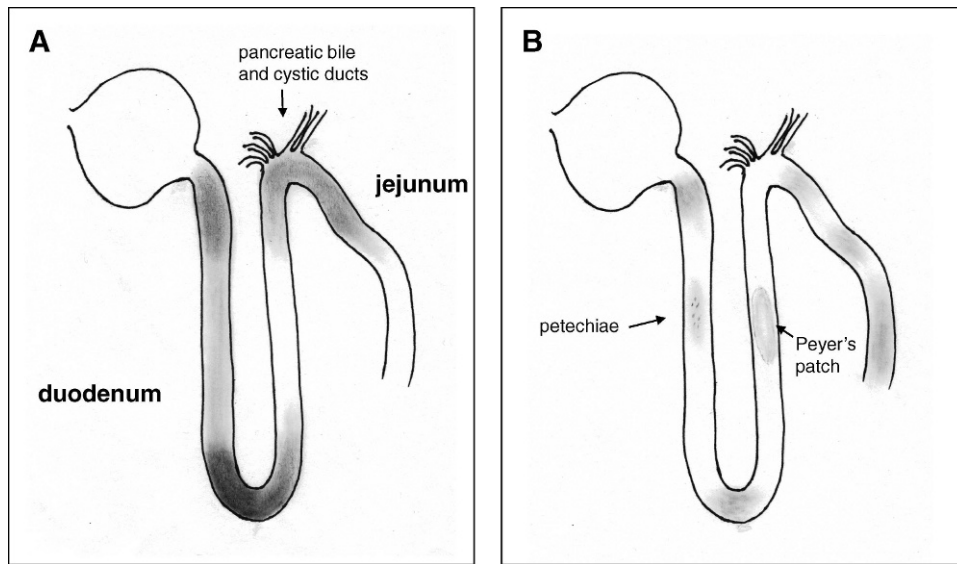 A
pancreatic bile
and cystic ducts
jejunum
duodenum
B
petechiae
Peyer's
patch